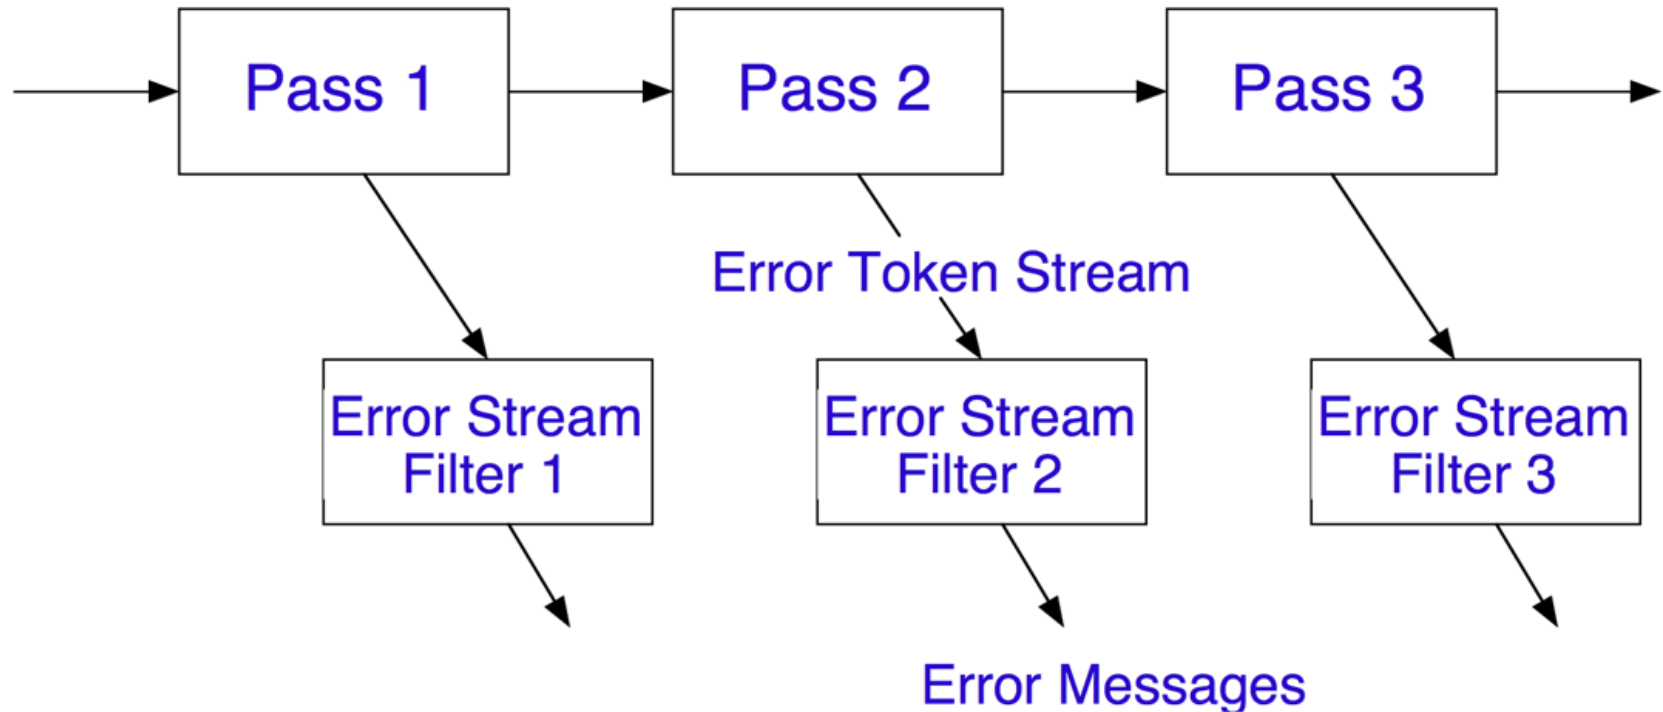 Pass 1
Pass 2
Pass 3
Error Token Stream
Error Stream
Filter 1
Error Stream
Filter 2
Error Stream
Filter 3
Error Messages